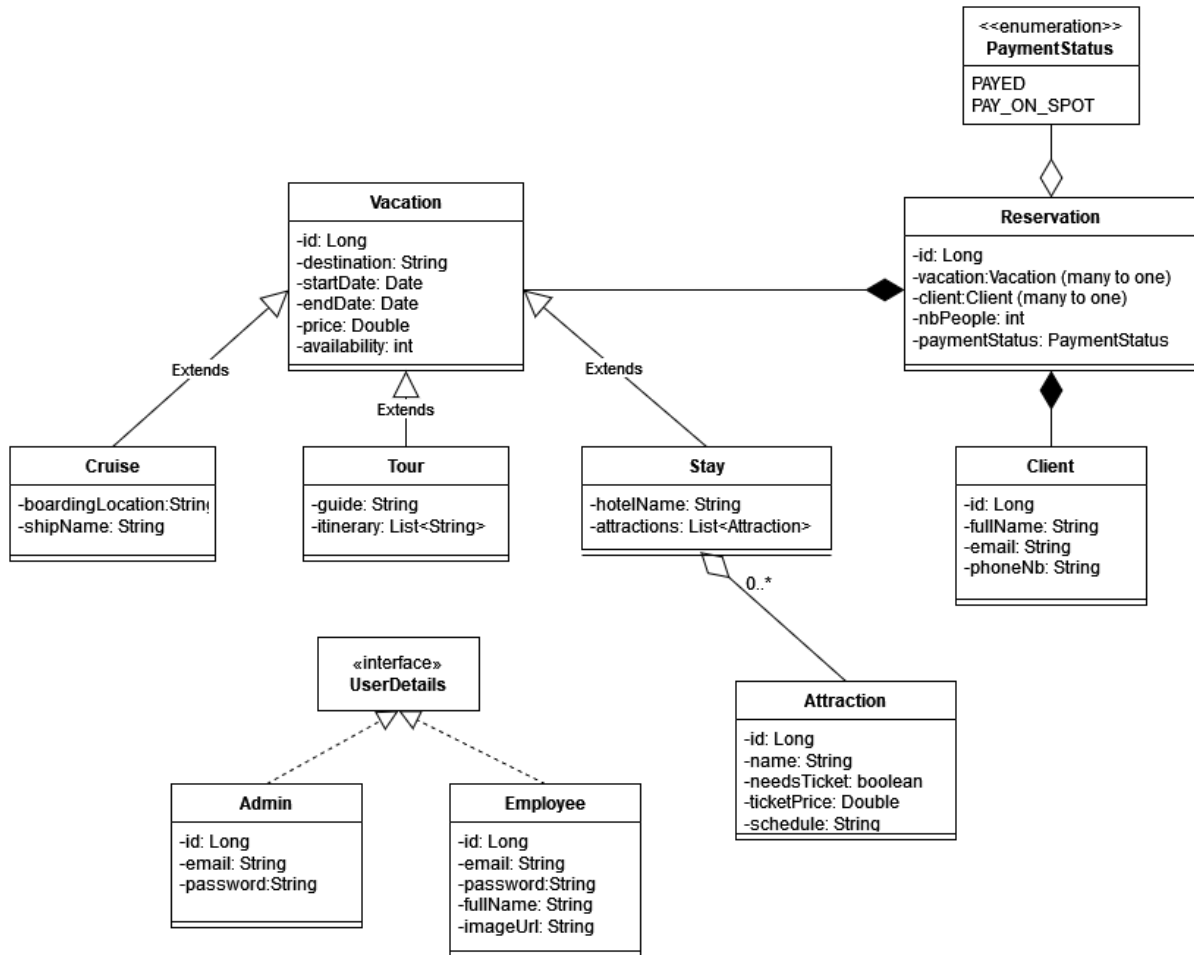 <<enumeration>>
PaymentStatus
PAYED
PAY_ON_SPOT
Vacation
-id: Long
-destination: String
-startDate: Date
-endDate: Date
-price: Double
-availability: int
Reservation
-id: Long
-vacation:Vacation (many to one)
-client:Client (many to one)
-nbPeople: int
-paymentStatus: PaymentStatus
Extends
Extends
Extends
Cruise
-boardingLocation:String
-shipName: String
Tour
-guide: String
-itinerary: List<String>
Stay
-hotelName: String
-attractions: List<Attraction>
Client
-id: Long
-fullName: String
-email: String
-phoneNb: String
0..*
«interface»
UserDetails
Attraction
-id: Long
-name: String
-needsTicket: boolean
-ticketPrice: Double
-schedule: String
Admin
-id: Long
-email: String
-password:String
Employee
-id: Long
-email: String
-password:String
-fullName: String
-imageUrl: String